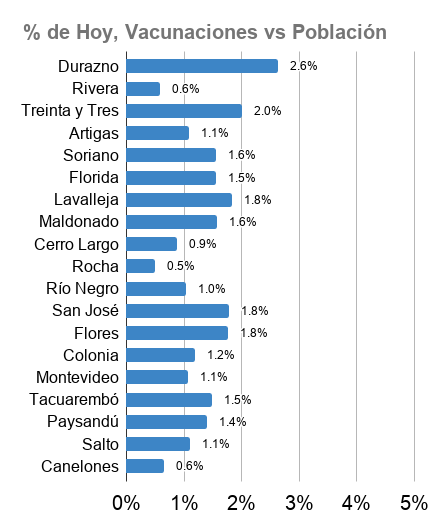 % de Hoy, Vacunaciones vs Población
Durazno 2.6%
Rivera 0.6%
Treinta y Tres 2.0%
Artigas 1.1%
Soriano 1.6%
Florida 1.5%
Lavalleja 1.8%
Maldonado 1.6%
Cerro Largo 0.9%
Rocha 0.5%
Río Negro 1.0%
San José 1.8%
Flores 1.8%
Colonia 1.2%
Montevideo 1.1%
Tacuarembó 1.5%
Paysandú 1.4%
Salto 1.1%
Canelones 0.6%
0% 1% 2% 3% 4% 5%